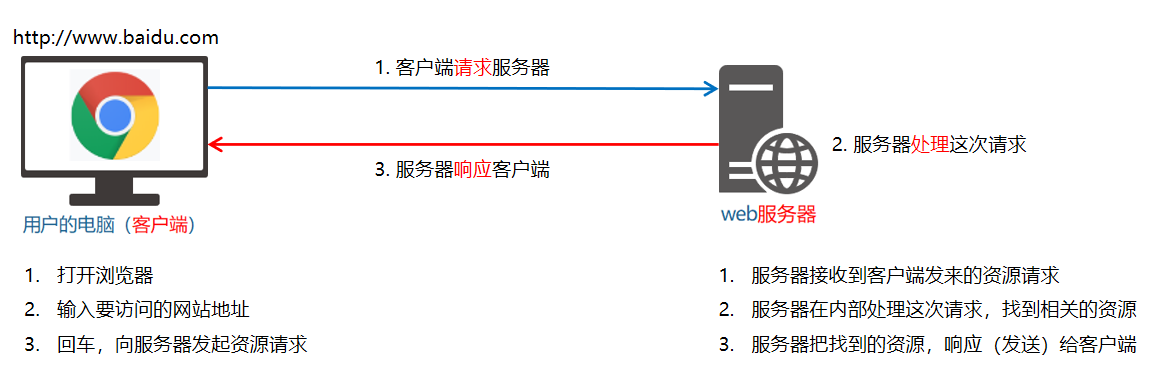 http://www.baidu.com
1. 客户端请求服务器
2. 服务器处理这次请求
3. 服务器响应客户端
用户的电脑（客户端）
web服务器
1. 打开浏览器
2. 输入要访问的网站地址
3. 回车，向服务器发起资源请求
1. 服务器接收到客户端发来的资源请求
2. 服务器在内部处理这次请求，找到相关的资源
3. 服务器把找到的资源，响应（发送）给客户端